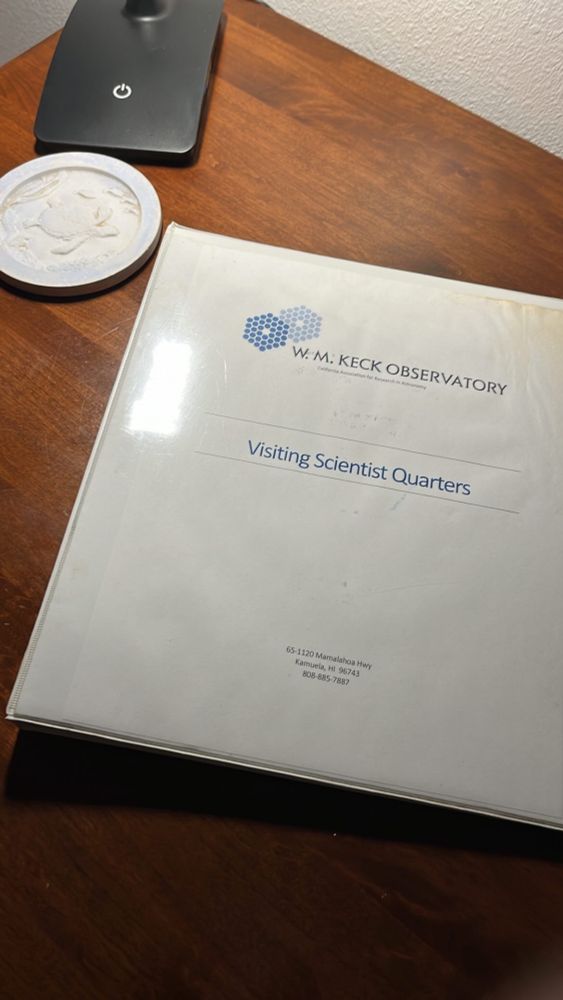 W. M. KECK OBSERVATORY
California Association for Research in Astronomy
Visiting Scientist Quarters
65-1120 Mamalahoa Hwy
Kamuela, HI 96743
808-885-7887